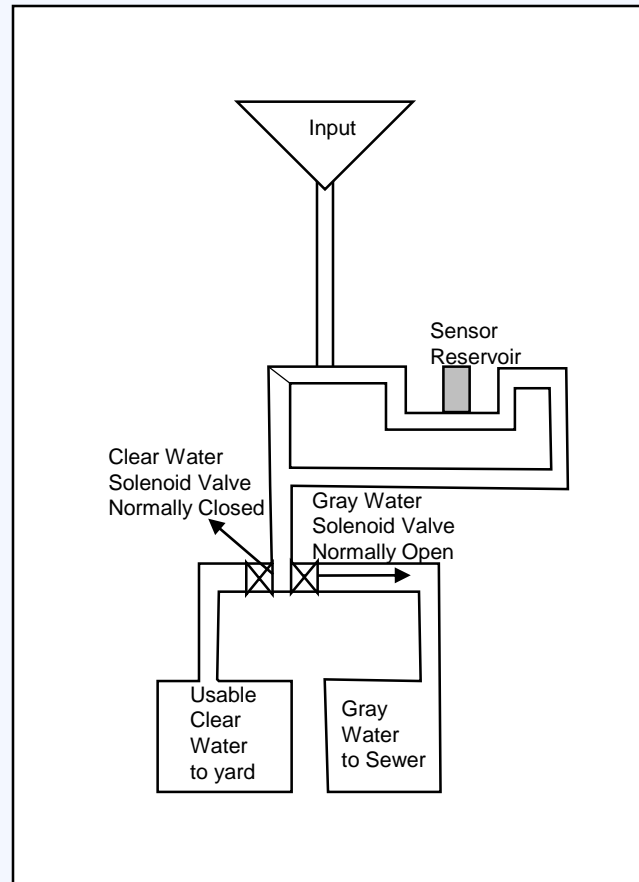 Input
Sensor
Reservoir
Clear Water
Solenoid Valve
Normally Closed
Gray Water
Solenoid Valve
Normally Open
Usable
Clear
Water
to yard
Gray
Water
to Sewer